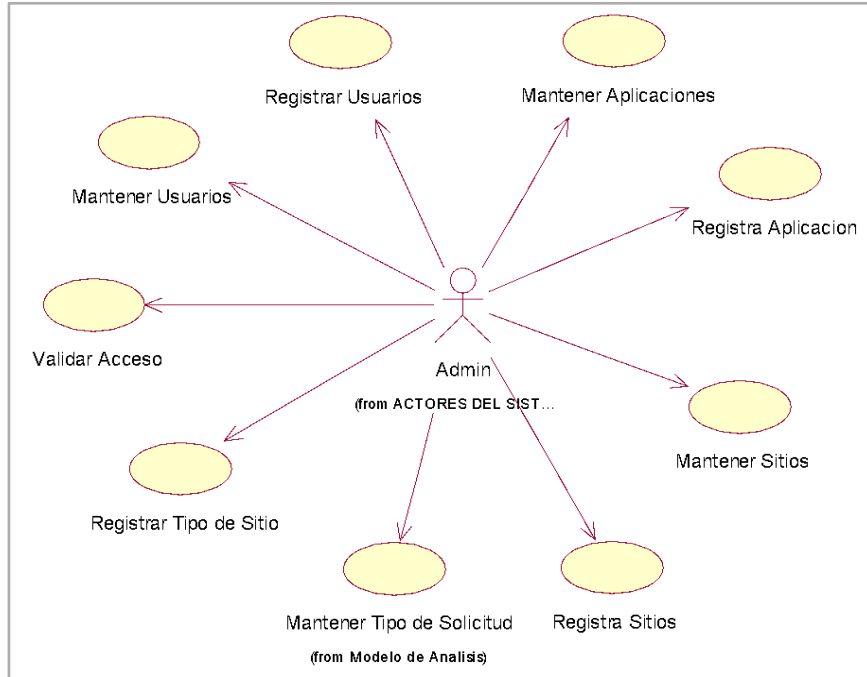 Registrar Usuarios
Mantener Aplicaciones
Mantener Usuarios
Registra Aplicacion
Validar Acceso
Admin
(from ACTORES DEL SIST...
Mantener Sitios
Registrar Tipo de Sitio
Mantener Tipo de Solicitud
(from Modelo de Analisis)
Registra Sitios